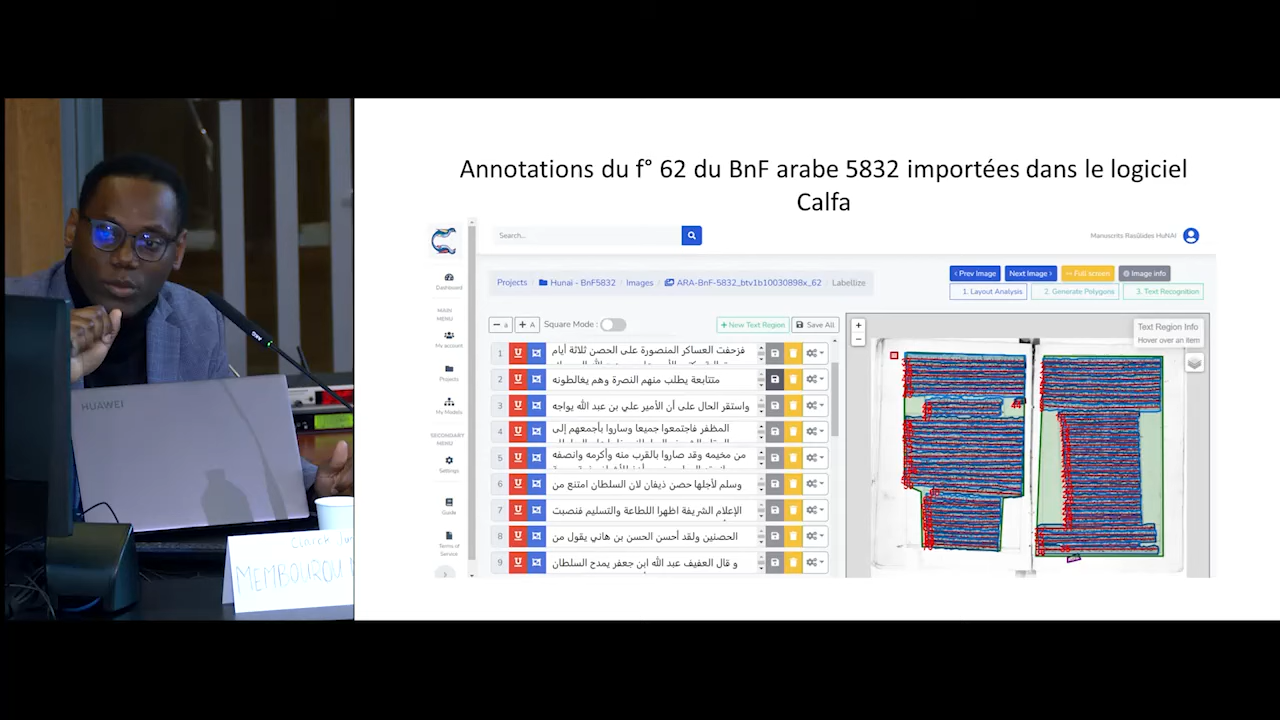 Annotations du f° 62 du BnF arabe 5832 importées dans le logiciel
Calfa
Search...
Manuscrits Rasûlides HuNAI
Dashboard
MAIN
MENU
My account
Projects
My Models
SECONDARY
MENU
Settings
Guide
Terms of
Service
Projects Hunai - BnF5832 Images ARA-BnF-5832_btv1b10030898x_62 Labellize
‹ Prev Image Next Image › Full screen Image info
1. Layout Analysis 2. Generate Polygons 3. Text Recognition
− a + A Square Mode : + New Text Region Save All
1 فزحفت العساكر المنصورة على الحصن ثلاثة أيام
2 متتابعة يطلب منهم النصرة وهم يغالطونه
3 واستقر الحال على أن الأمير علي بن عبد الله يواجه
4 المظفر فاجتمعوا جميعا وساروا بأجمعهم إلى
5 من مخيمه وقد صاروا بالقرب منه وأكرمه وانصفه
6 وسلم لأجلها حصن ذيفان لان السلطان امتنع من
7 الإعلام الشريفة اظهرا اللطاعة والتسليم فنصبت
8 الحصنين ولقد احسن الحسن بن هاني يقول من
9 و قال العفيف عبد الله ابن جعفر يمدح السلطان
+
−
Text Region Info
Hover over an item
HUAWEI
MEMBOUROU